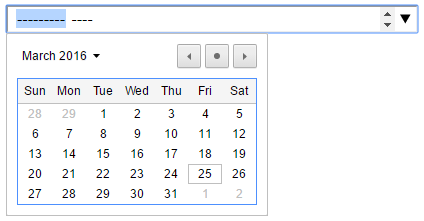 --------- ----
March 2016
Sun Mon Tue Wed Thu Fri Sat
28 29 1 2 3 4 5
6 7 8 9 10 11 12
13 14 15 16 17 18 19
20 21 22 23 24 25 26
27 28 29 30 31 1 2